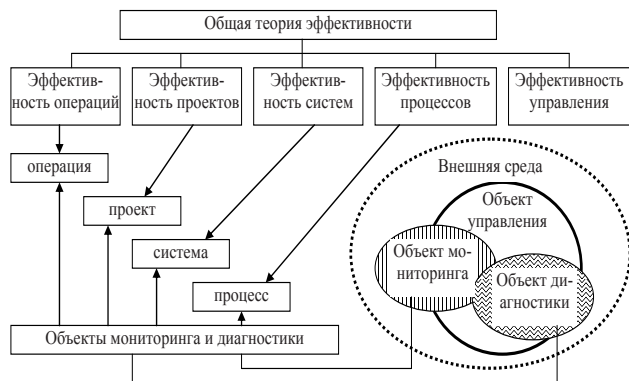 Общая теория эффективности
Эффектив-
ность операций
Эффектив-
ность проектов
Эффектив-
ность систем
Эффективность
процессов
Эффективность
управления
операция
проект
система
процесс
Объекты мониторинга и диагностики
Внешняя среда
Объект
управления
Объект мо-
ниторинга
Объект ди-
агностики